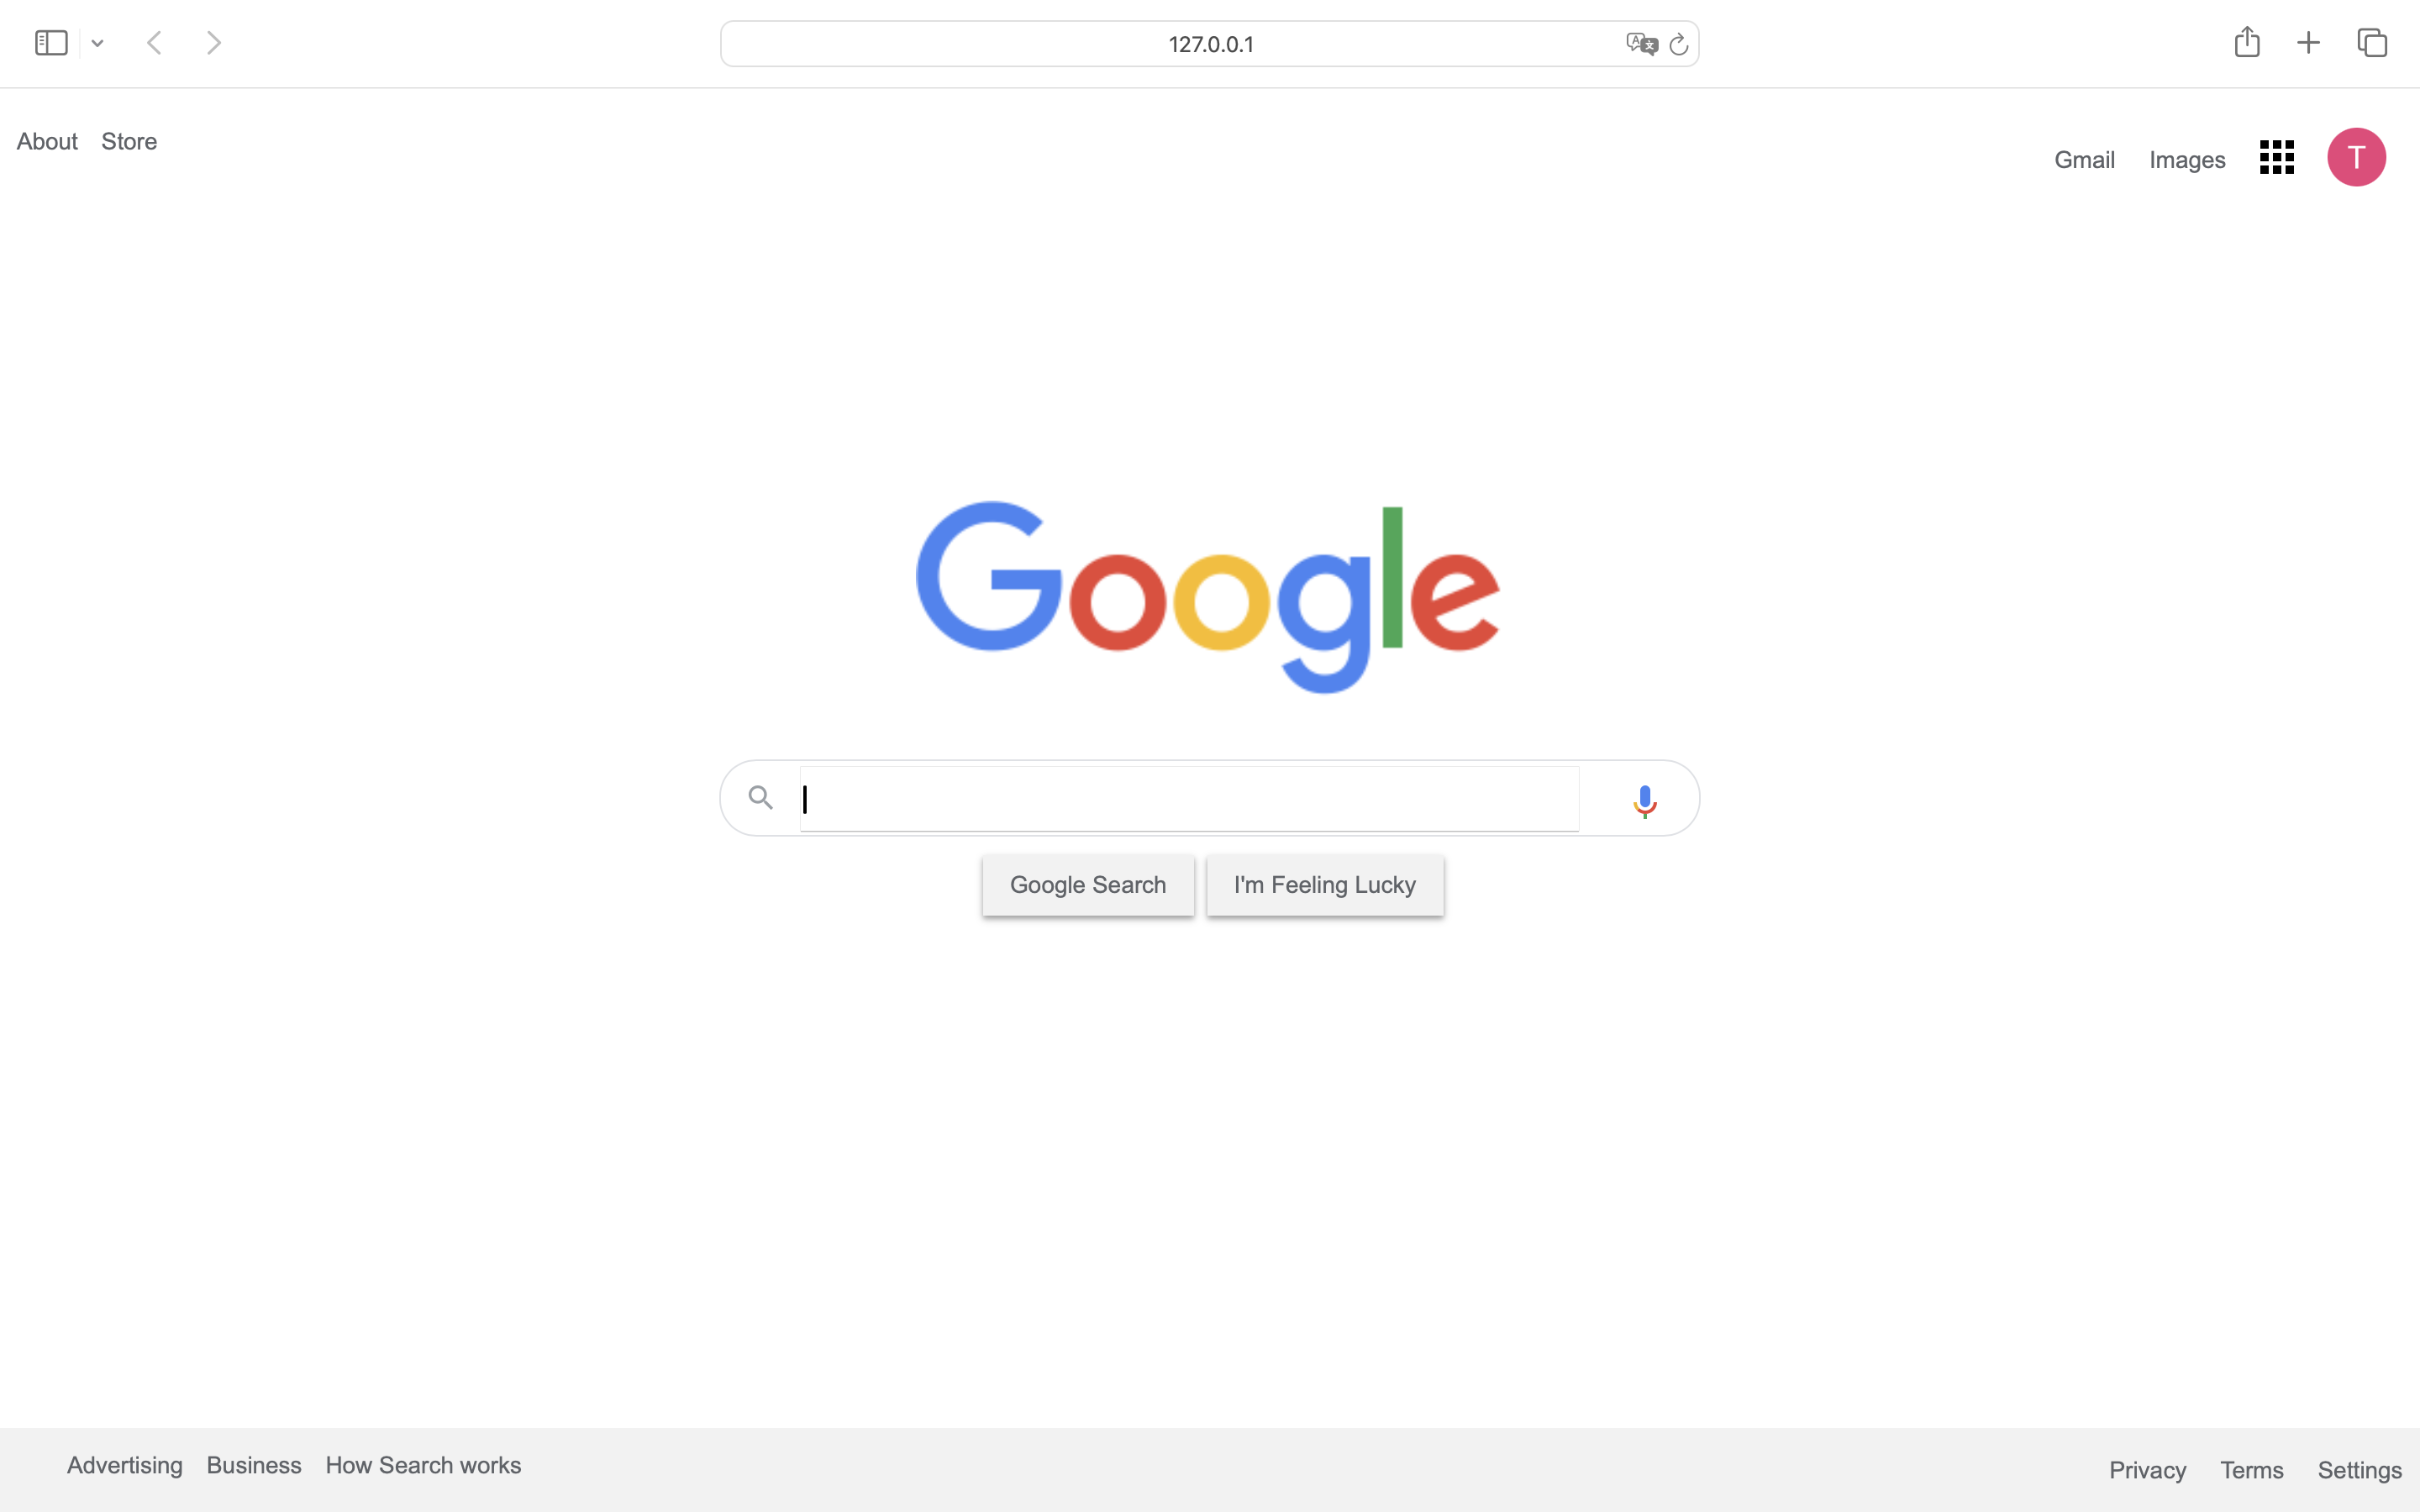 127.0.0.1
About Store
Gmail Images T
Google
Google Search I'm Feeling Lucky
Advertising Business How Search works
Privacy Terms Settings